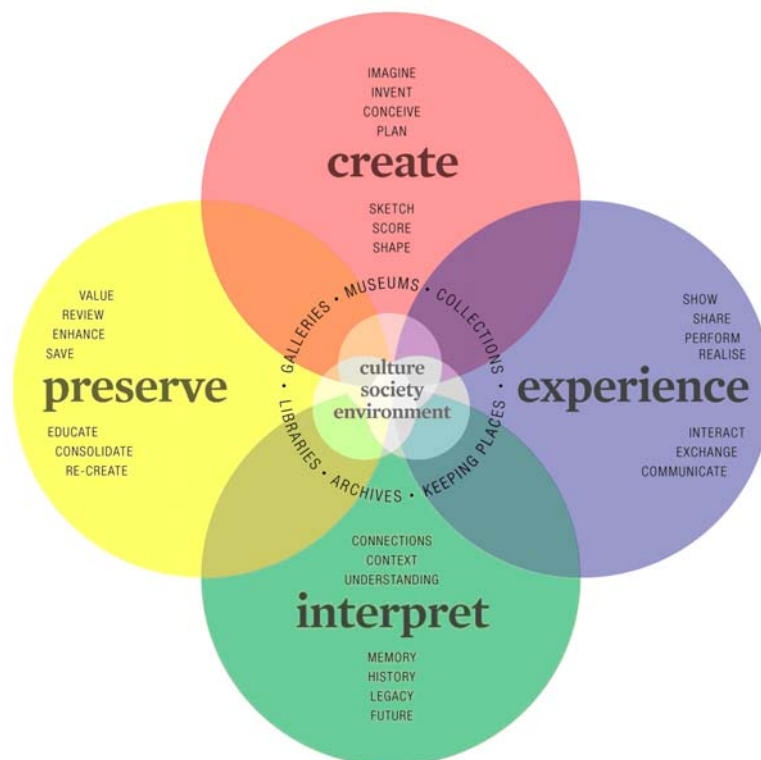 IMAGINE
INVENT
CONCEIVE
PLAN
create
SKETCH
SCORE
SHAPE
VALUE
REVIEW
ENHANCE
SAVE
preserve
EDUCATE
CONSOLIDATE
RE-CREATE
• GALLERIES • MUSEUMS • COLLECTIONS •
culture
society
environment
LIBRARIES • ARCHIVES • KEEPING PLACES
SHOW
SHARE
PERFORM
REALISE
experience
INTERACT
EXCHANGE
COMMUNICATE
CONNECTIONS
CONTEXT
UNDERSTANDING
interpret
MEMORY
HISTORY
LEGACY
FUTURE